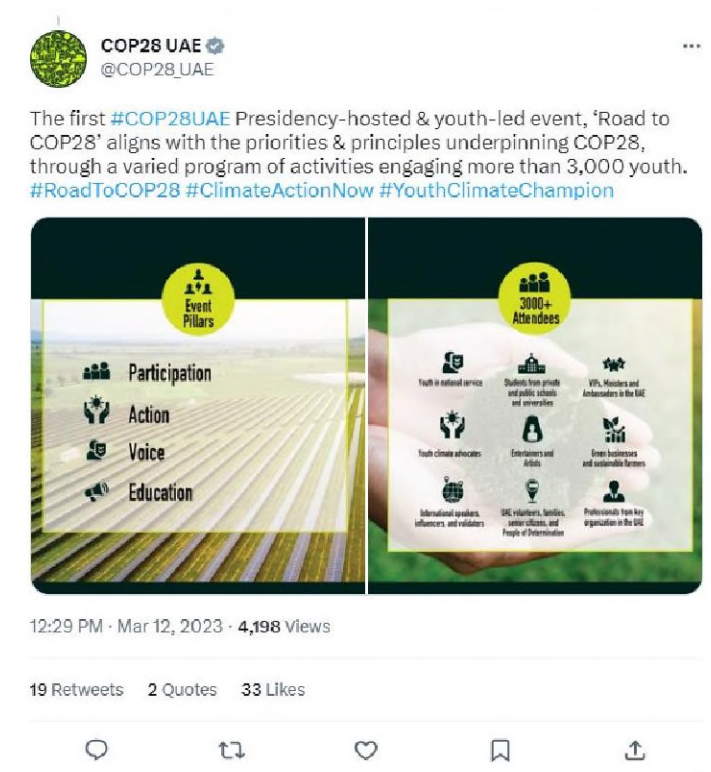 COP28 UAE
@COP28_UAE
The first #COP28UAE Presidency-hosted & youth-led event, ‘Road to
COP28’ aligns with the priorities & principles underpinning COP28,
through a varied program of activities engaging more than 3,000 youth.
#RoadToCOP28 #ClimateActionNow #YouthClimateChampion
Event
Pillars
Participation
Action
Voice
Education
3000+
Attendees
Youth in national service
Students from private
and public schools
and universities
VIPs, Ministers and
Ambassadors in the UAE
Youth climate advocates
Entertainers and
Artists
Green businesses
and sustainable farmers
International speakers,
influencers, and validators
UAE volunteers, families,
senior citizens, and
People of Determination
Professionals from key
organization in the UAE
12:29 PM · Mar 12, 2023 · 4,198 Views
19 Retweets 2 Quotes 33 Likes